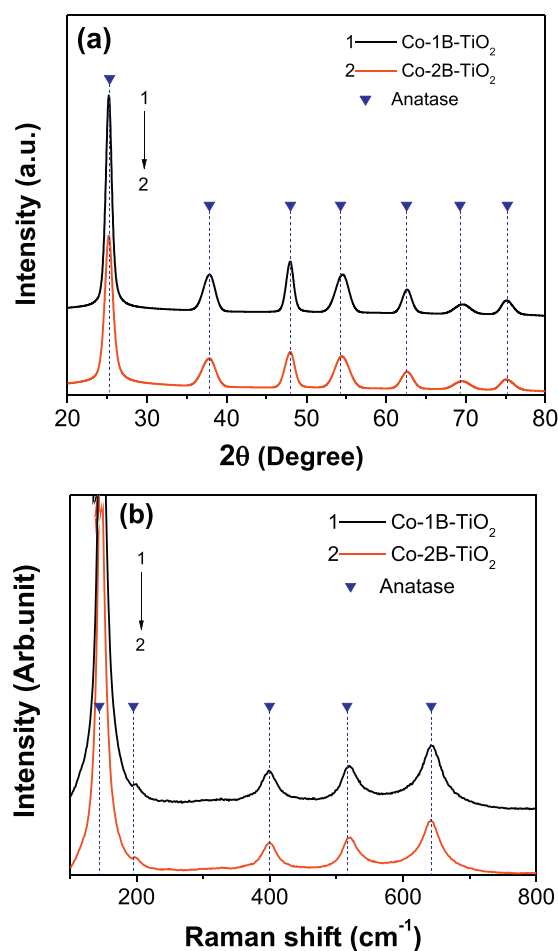 (a)
1 Co-1B-TiO₂
2 Co-2B-TiO₂
Anatase
1
2
Intensity (a.u.)
20 30 40 50 60 70 80
2θ (Degree)
(b)
1 Co-1B-TiO₂
2 Co-2B-TiO₂
Anatase
1
2
Intensity (Arb.unit)
200 400 600 800
Raman shift (cm⁻¹)